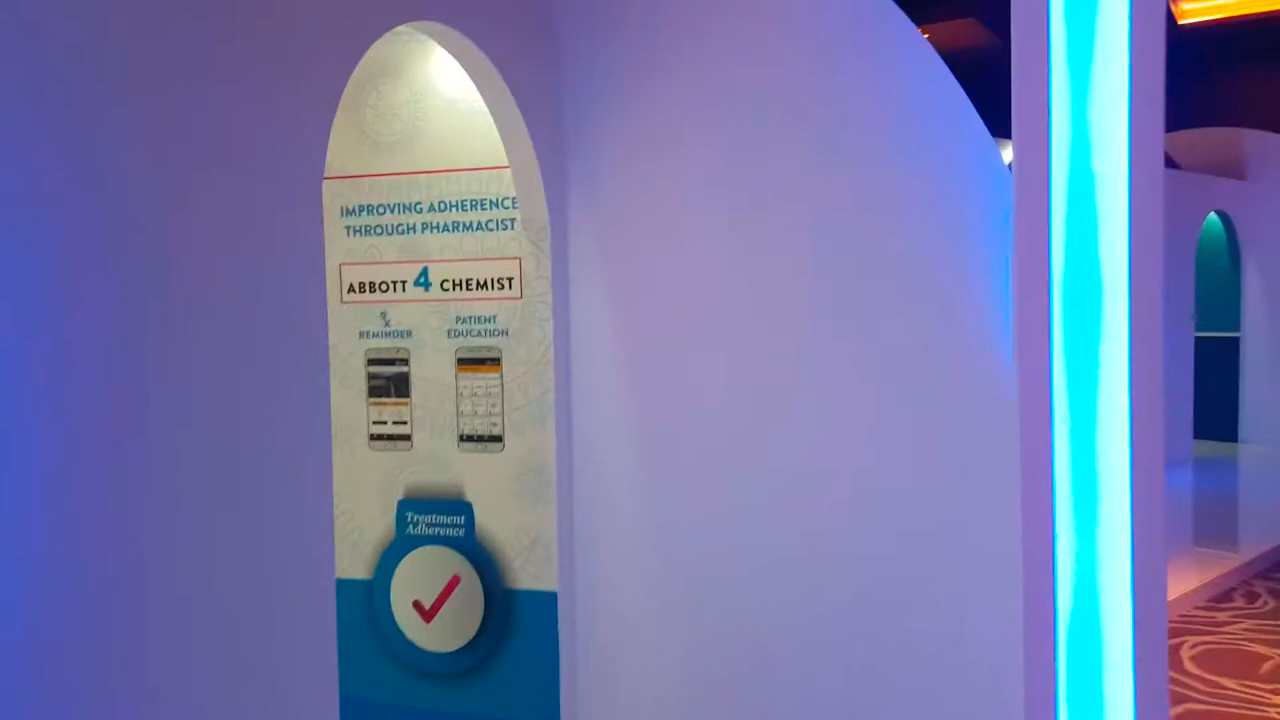 IMPROVING ADHERENCE
THROUGH PHARMACIST
ABBOTT 4 CHEMIST
REMINDER
PATIENT
EDUCATION
Treatment
Adherence